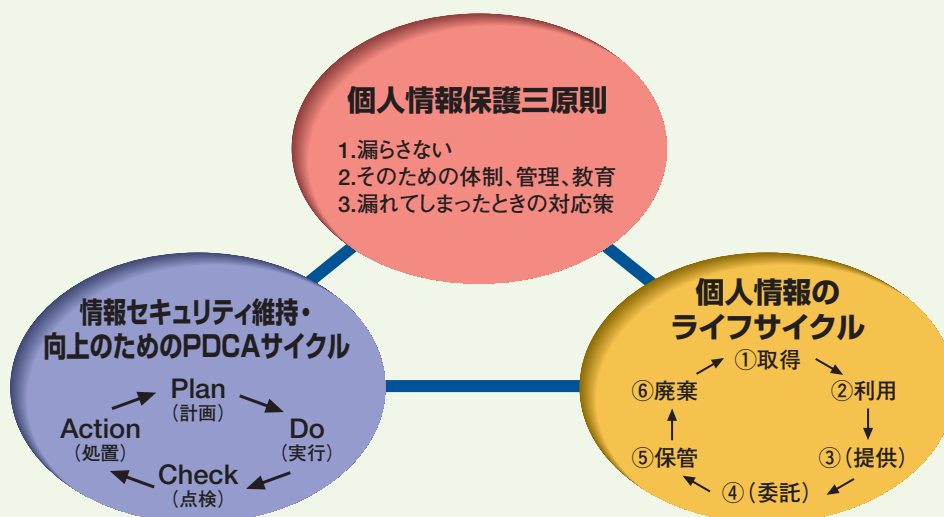 個人情報保護三原則
1.漏らさない
2.そのための体制、管理、教育
3.漏れてしまったときの対応策
情報セキュリティ維持・
向上のためのPDCAサイクル
Plan
(計画)
Do
(実行)
Check
(点検)
Action
(処置)
個人情報の
ライフサイクル
①取得
②利用
③(提供)
④(委託)
⑤保管
⑥廃棄